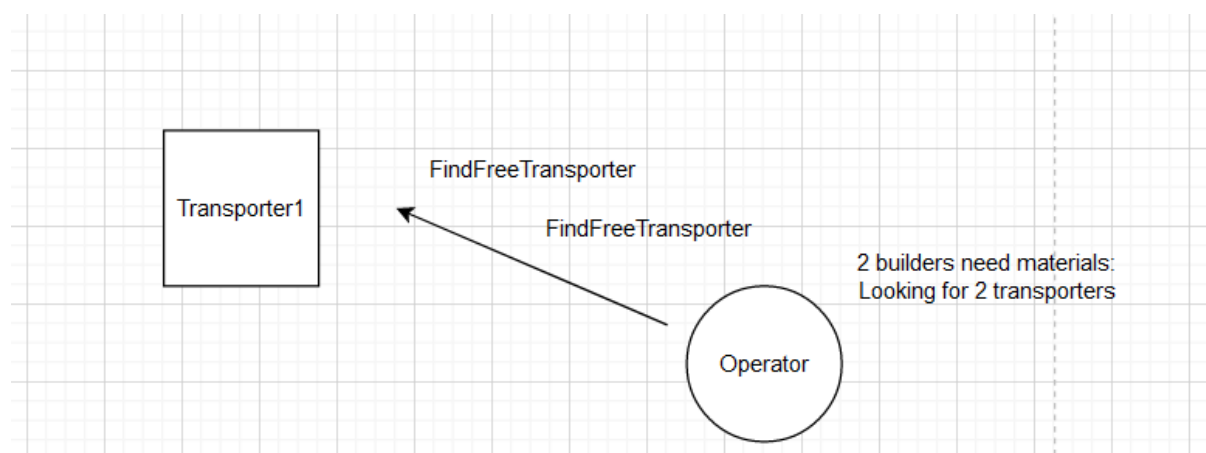 FindFreeTransporter
Transporter1
FindFreeTransporter
2 builders need materials:
Looking for 2 transporters
Operator